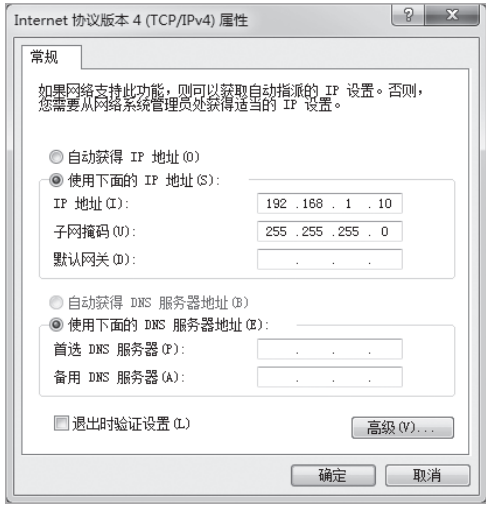 Internet 协议版本 4 (TCP/IPv4) 属性
常规
如果网络支持此功能，则可以获取自动指派的 IP 设置。否则，
您需要从网络系统管理员处获得适当的 IP 设置。
自动获得 IP 地址(O)
使用下面的 IP 地址(S):
IP 地址(I): 192 .168 . 1 . 10
子网掩码(U): 255 .255 .255 . 0
默认网关(D): . . .
自动获得 DNS 服务器地址(B)
使用下面的 DNS 服务器地址(E):
首选 DNS 服务器(P): . . .
备用 DNS 服务器(A): . . .
退出时验证设置(L)
高级(V)...
确定 取消